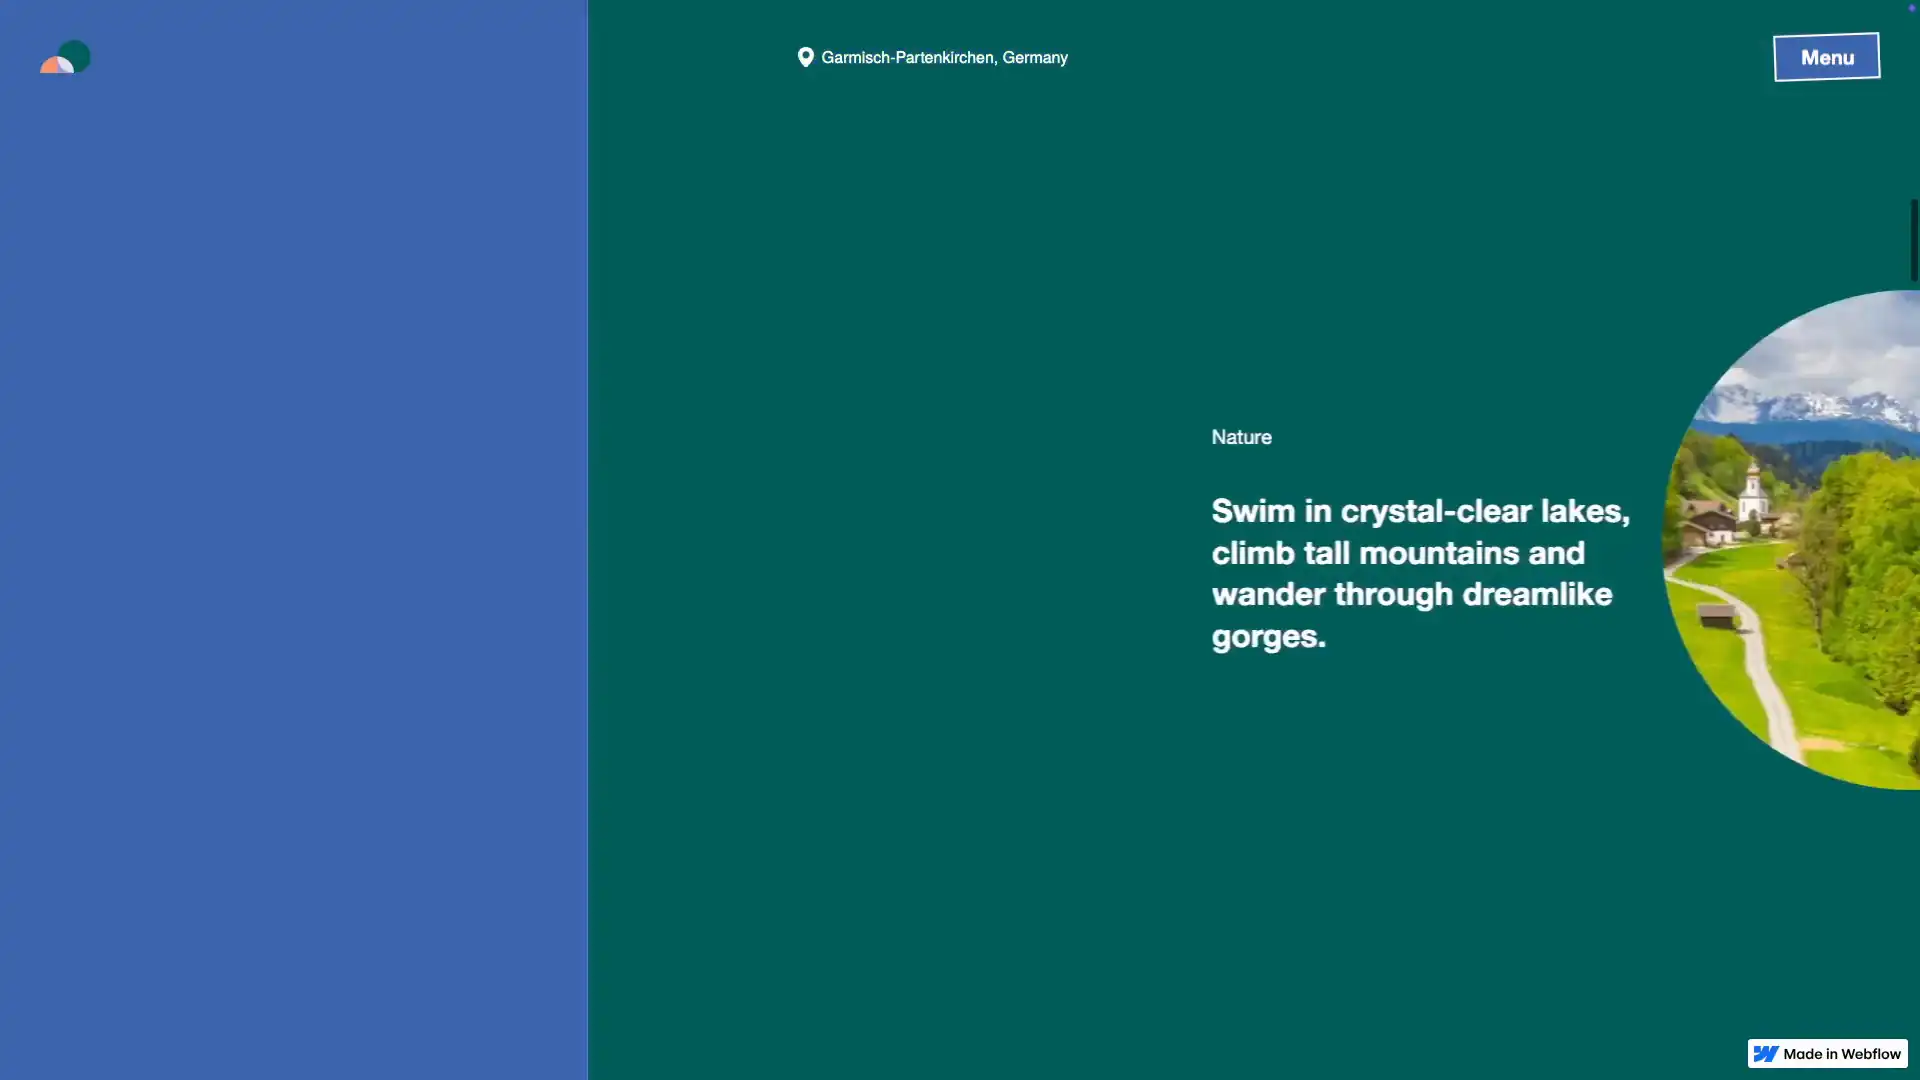 Garmisch-Partenkirchen, Germany
Menu
Nature
Swim in crystal-clear lakes,
climb tall mountains and
wander through dreamlike
gorges.
Made in Webflow